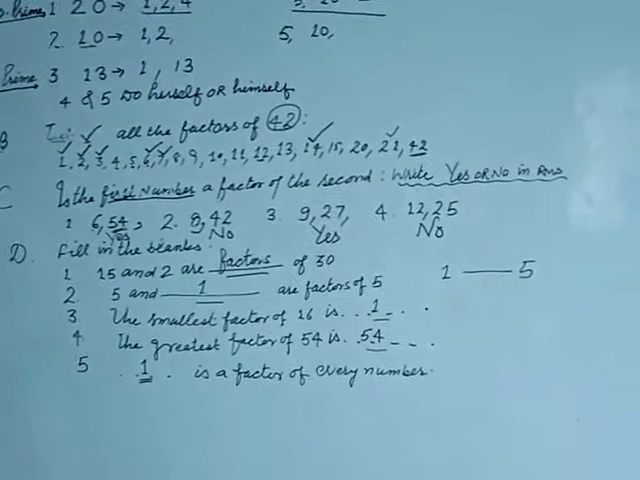 1 20 → 1, 2, 4
2. 10 → 1, 2,
5, 10,
Prime 3 13 → 1, 13
4 & 5 Do herself OR himself
B Tick ✓ all the factors of 42:
1, 2, 3, 4, 5, 6, 7, 8, 9, 10, 11, 12, 13, 14, 15, 20, 21, 42
C Is the first number a factor of the second: Write Yes OR NO in Ans
1 6, 54, 2. 8, 42 3. 9, 27, 4. 12, 25
Yes No Yes No
D. Fill in the blanks:
1 15 and 2 are factors of 30
2. 5 and 1 are factors of 5
1 — 5
3. The smallest factor of 26 is...1...
4 The greatest factor of 54 is. 54...
5 .1. is a factor of every number.